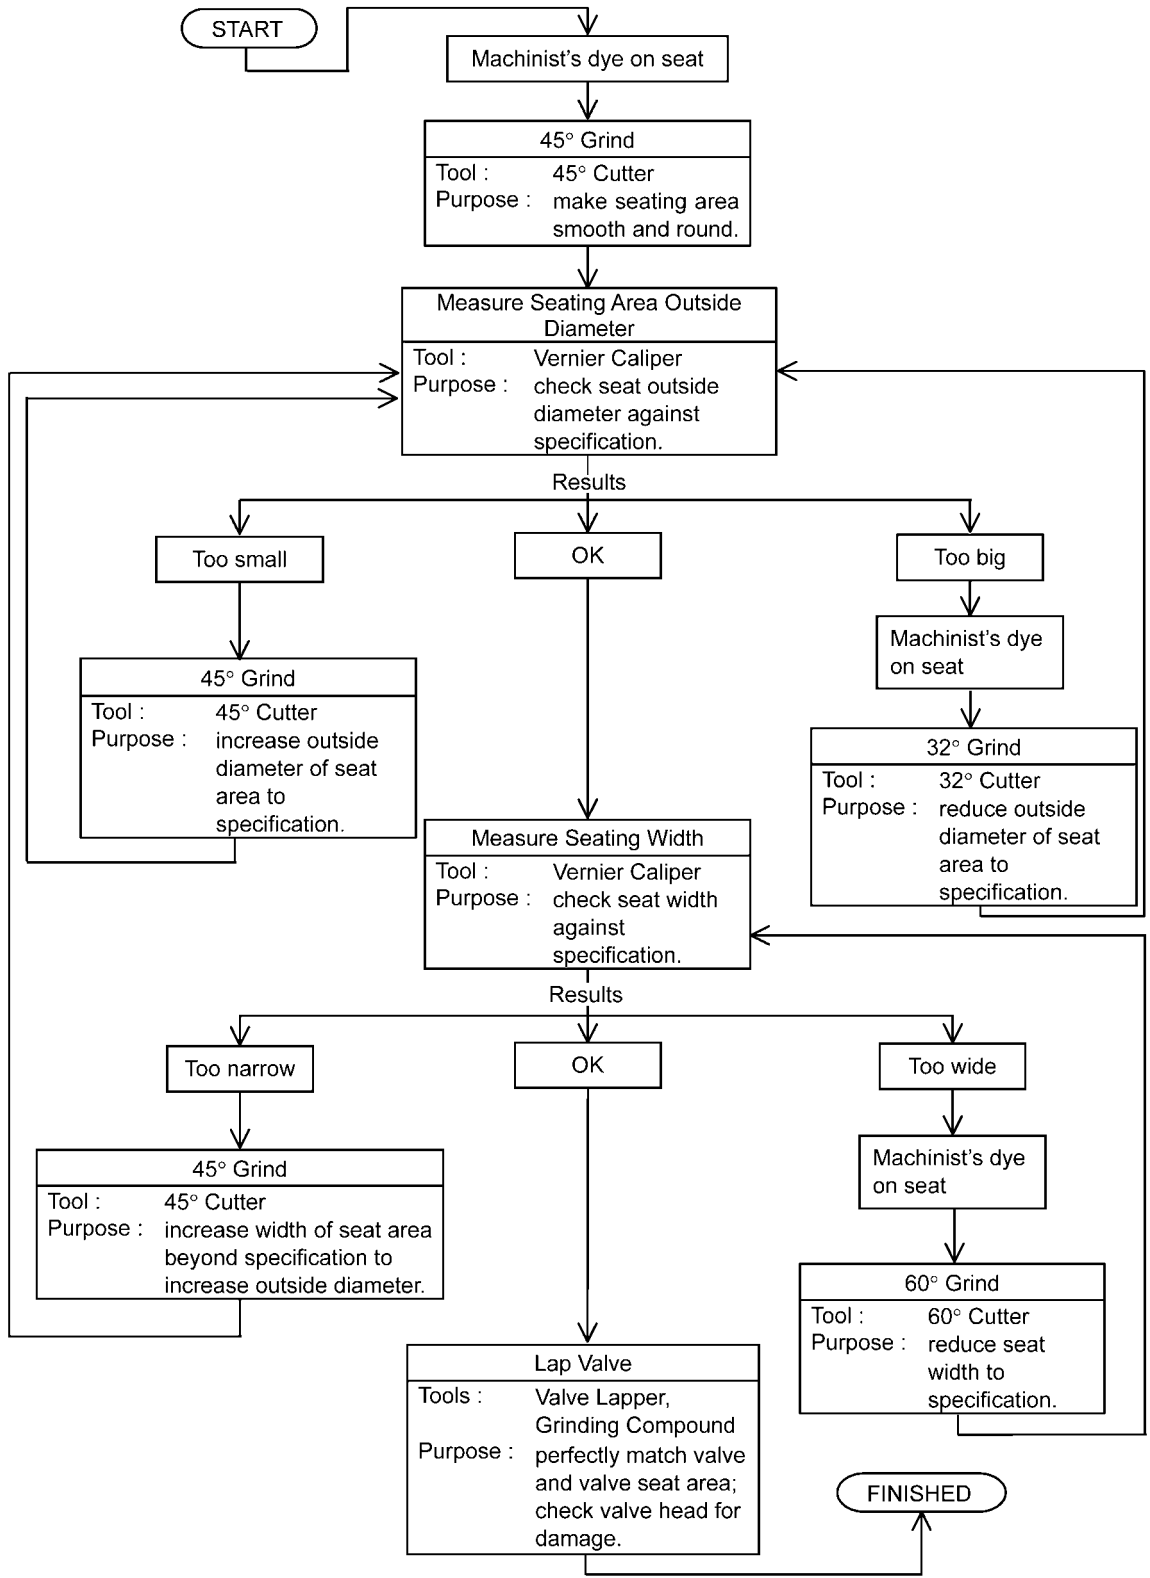 START
Machinist's dye on seat
45° Grind
Tool : 45° Cutter
Purpose : make seating area
smooth and round.
Measure Seating Area Outside
Diameter
Tool : Vernier Caliper
Purpose : check seat outside
diameter against
specification.
Results
Too small
OK
Too big
Machinist's dye
on seat
45° Grind
Tool : 45° Cutter
Purpose : increase outside
diameter of seat
area to
specification.
32° Grind
Tool : 32° Cutter
Purpose : reduce outside
diameter of seat
area to
specification.
Measure Seating Width
Tool : Vernier Caliper
Purpose : check seat width
against
specification.
Results
Too narrow
OK
Too wide
Machinist's dye
on seat
45° Grind
Tool : 45° Cutter
Purpose : increase width of seat area
beyond specification to
increase outside diameter.
60° Grind
Tool : 60° Cutter
Purpose : reduce seat
width to
specification.
Lap Valve
Tools : Valve Lapper,
Grinding Compound
Purpose : perfectly match valve
and valve seat area;
check valve head for
damage.
FINISHED